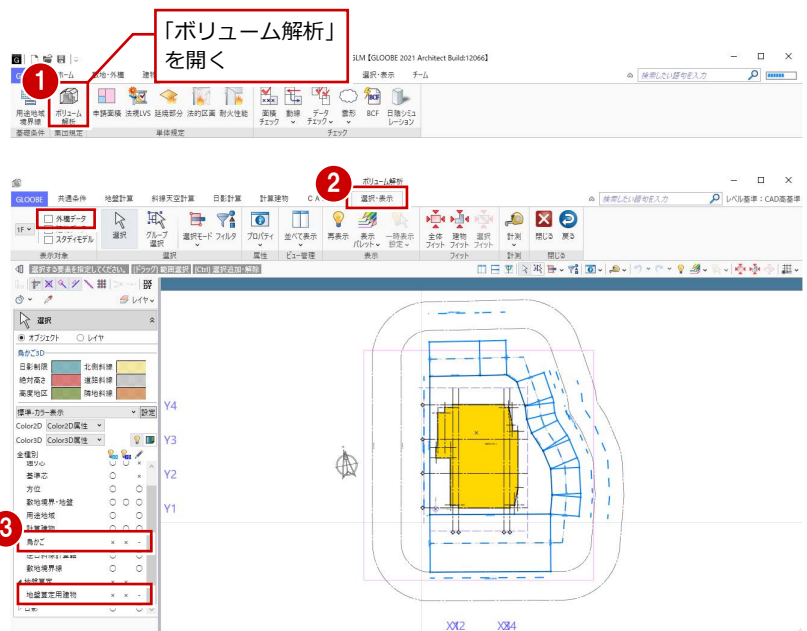 「ボリューム解析」
を開く
GLM【GLOOBE 2021 Architect Build:12066】
1
ホーム 敷地・外構 選択・表示 チーム 検索したい語句を入力
用途地域
境界線 ボリューム
解析 申請面積 法規LVS 延焼部分 法的区画 耐火性能 面積
チェック 動線 データ
チェック 雲形 BCF 日陰シミュ
レーション
基礎条件 集団規定 単体規定 チェック
2
ボリューム解析
GLOOBE 共通条件 地盤計算 斜線天空計算 日影計算 計算建物 CA 選択・表示 検索したい語句を入力 レベル基準：CAD高基準
1F 外構データ
スタディモデル
選択 グループ
選択 選択モード フィルタ プロパティ 並べて表示 再表示 表示
パレット 一時表示
設定 全体
フィット 建物
フィット 選択
フィット 計測 閉じる 戻る
表示対象 選択 属性 ビュー管理 表示 フィット 計測 閉じる
選択する要素を指定してください。 [ドラッグ] 範囲選択 [Ctrl] 選択追加・解除
レイヤ
選択
オブジェクト レイヤ
鳥かご3D
日影制限 北側斜線
絶対高さ 道路斜線
高度地区 隣地斜線
標準-カラー表示 設定
Color2D Color2D属性
Color3D Color3D属性
全種別
通り芯 ○ ○ ×
基準芯 ○ ×
方位 ○ ○
敷地境界・地盤 ○ ○ ○
用途地域 ○ ○
計算建物 ○ ○ ○
3
鳥かご × × -
逆日影計算線 ○ ○
敷地境界線 ○ ○
地盤算定 × ×
地盤算定用建物 × × -
日影 ○ ○
Y4
Y3
Y2
Y1